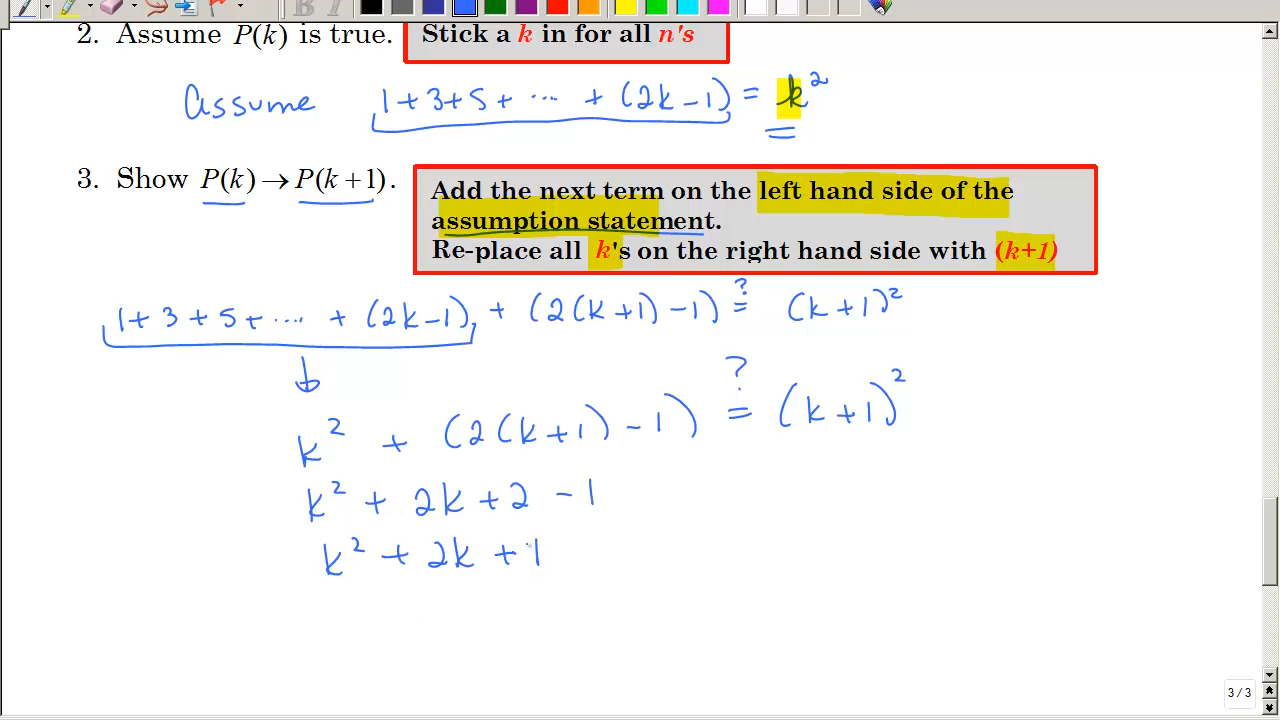 2. Assume P(k) is true. Stick a k in for all n's
Assume 1 + 3 + 5 + ... + (2k - 1) = k²
3. Show P(k) → P(k + 1).
Add the next term on the left hand side of the
assumption statement.
Re-place all k's on the right hand side with (k+1)
1 + 3 + 5 + .... + (2k - 1) + (2(k + 1) - 1) ≟ (k + 1)²
k² + (2(k + 1) - 1) ≟ (k + 1)²
k² + 2k + 2 - 1
k² + 2k + 1
3 / 3